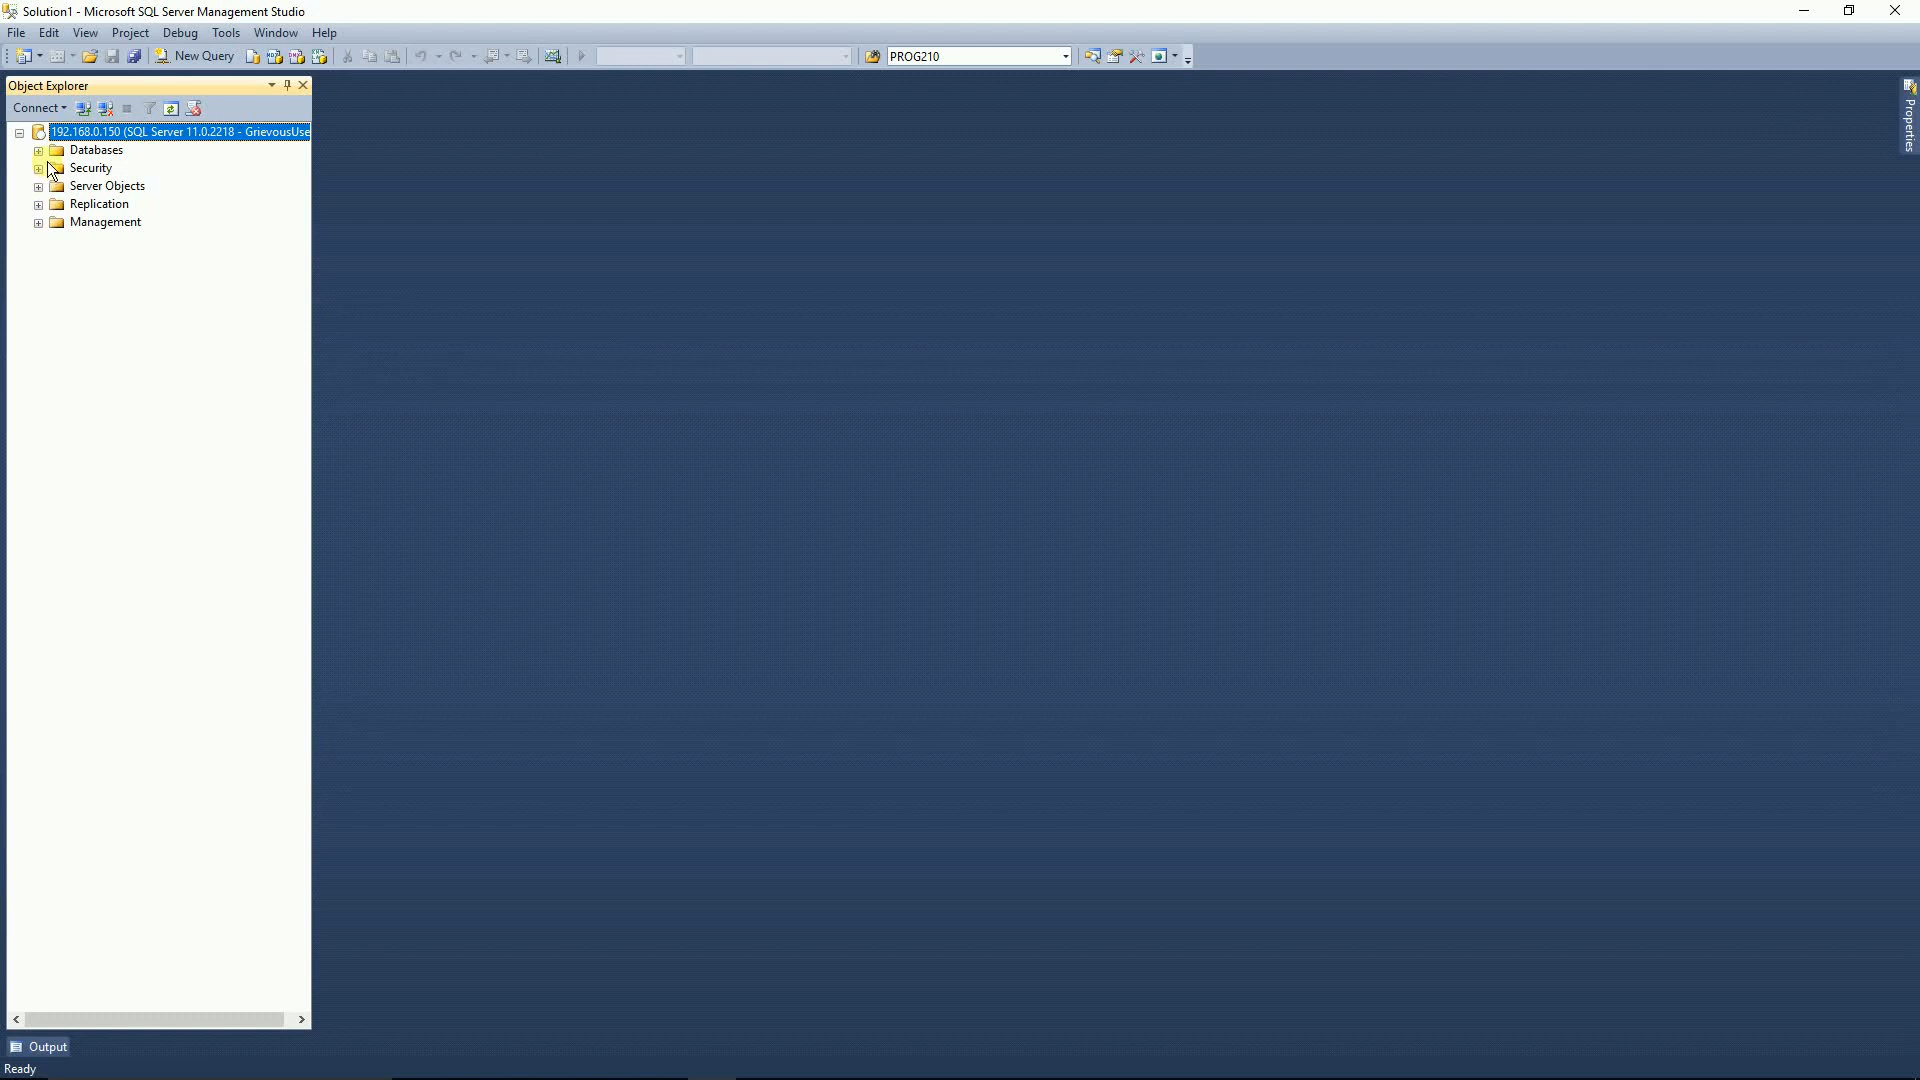 Solution1 - Microsoft SQL Server Management Studio
File Edit View Project Debug Tools Window Help
New Query PROG210
Object Explorer
Connect
192.168.0.150 (SQL Server 11.0.2218 - GrievousUse
Databases
Security
Server Objects
Replication
Management
Properties
Output
Ready